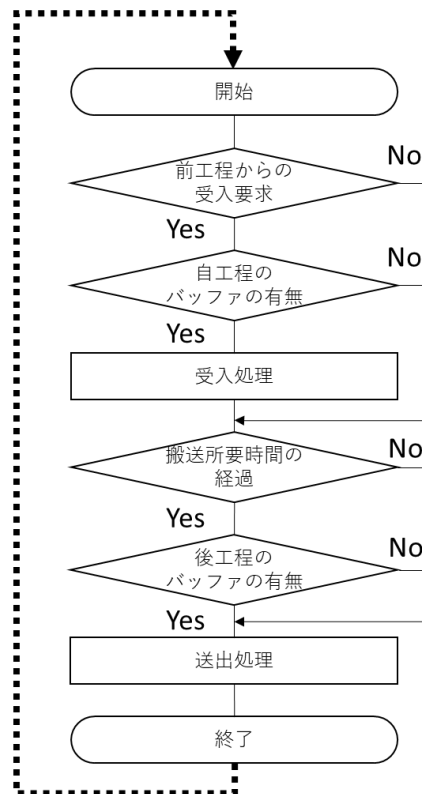 開始
前工程からの
受入要求
No
Yes
自工程の
バッファの有無
No
Yes
受入処理
搬送所要時間の
経過
No
Yes
後工程の
バッファの有無
No
Yes
送出処理
終了